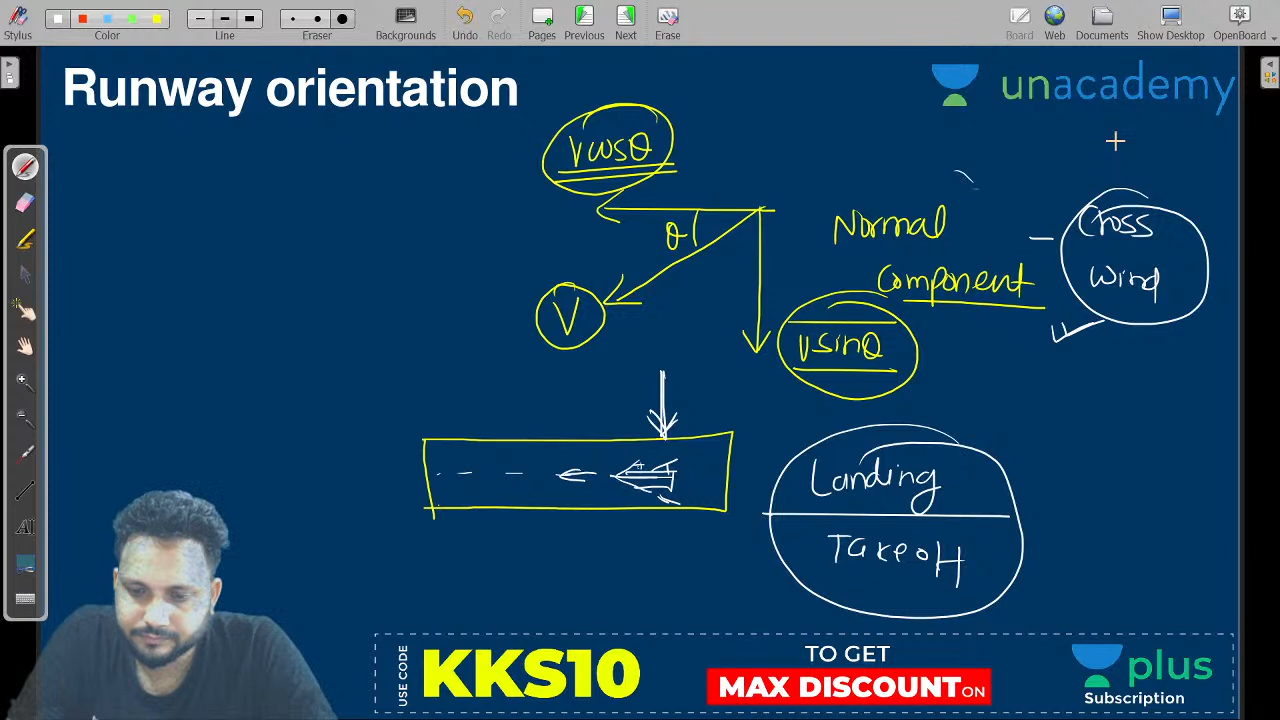 Stylus
Color
Line
Eraser
Backgrounds
Undo
Redo
Pages
Previous
Next
Erase
Board
Web
Documents
Show Desktop
OpenBoard
Runway orientation
unacademy
Vcosθ
θ
V
Normal
Component
Cross
Wind
Vsinθ
Landing
Takeoff
USE CODE
KKS10
TO GET
MAX DISCOUNT ON
plus
Subscription